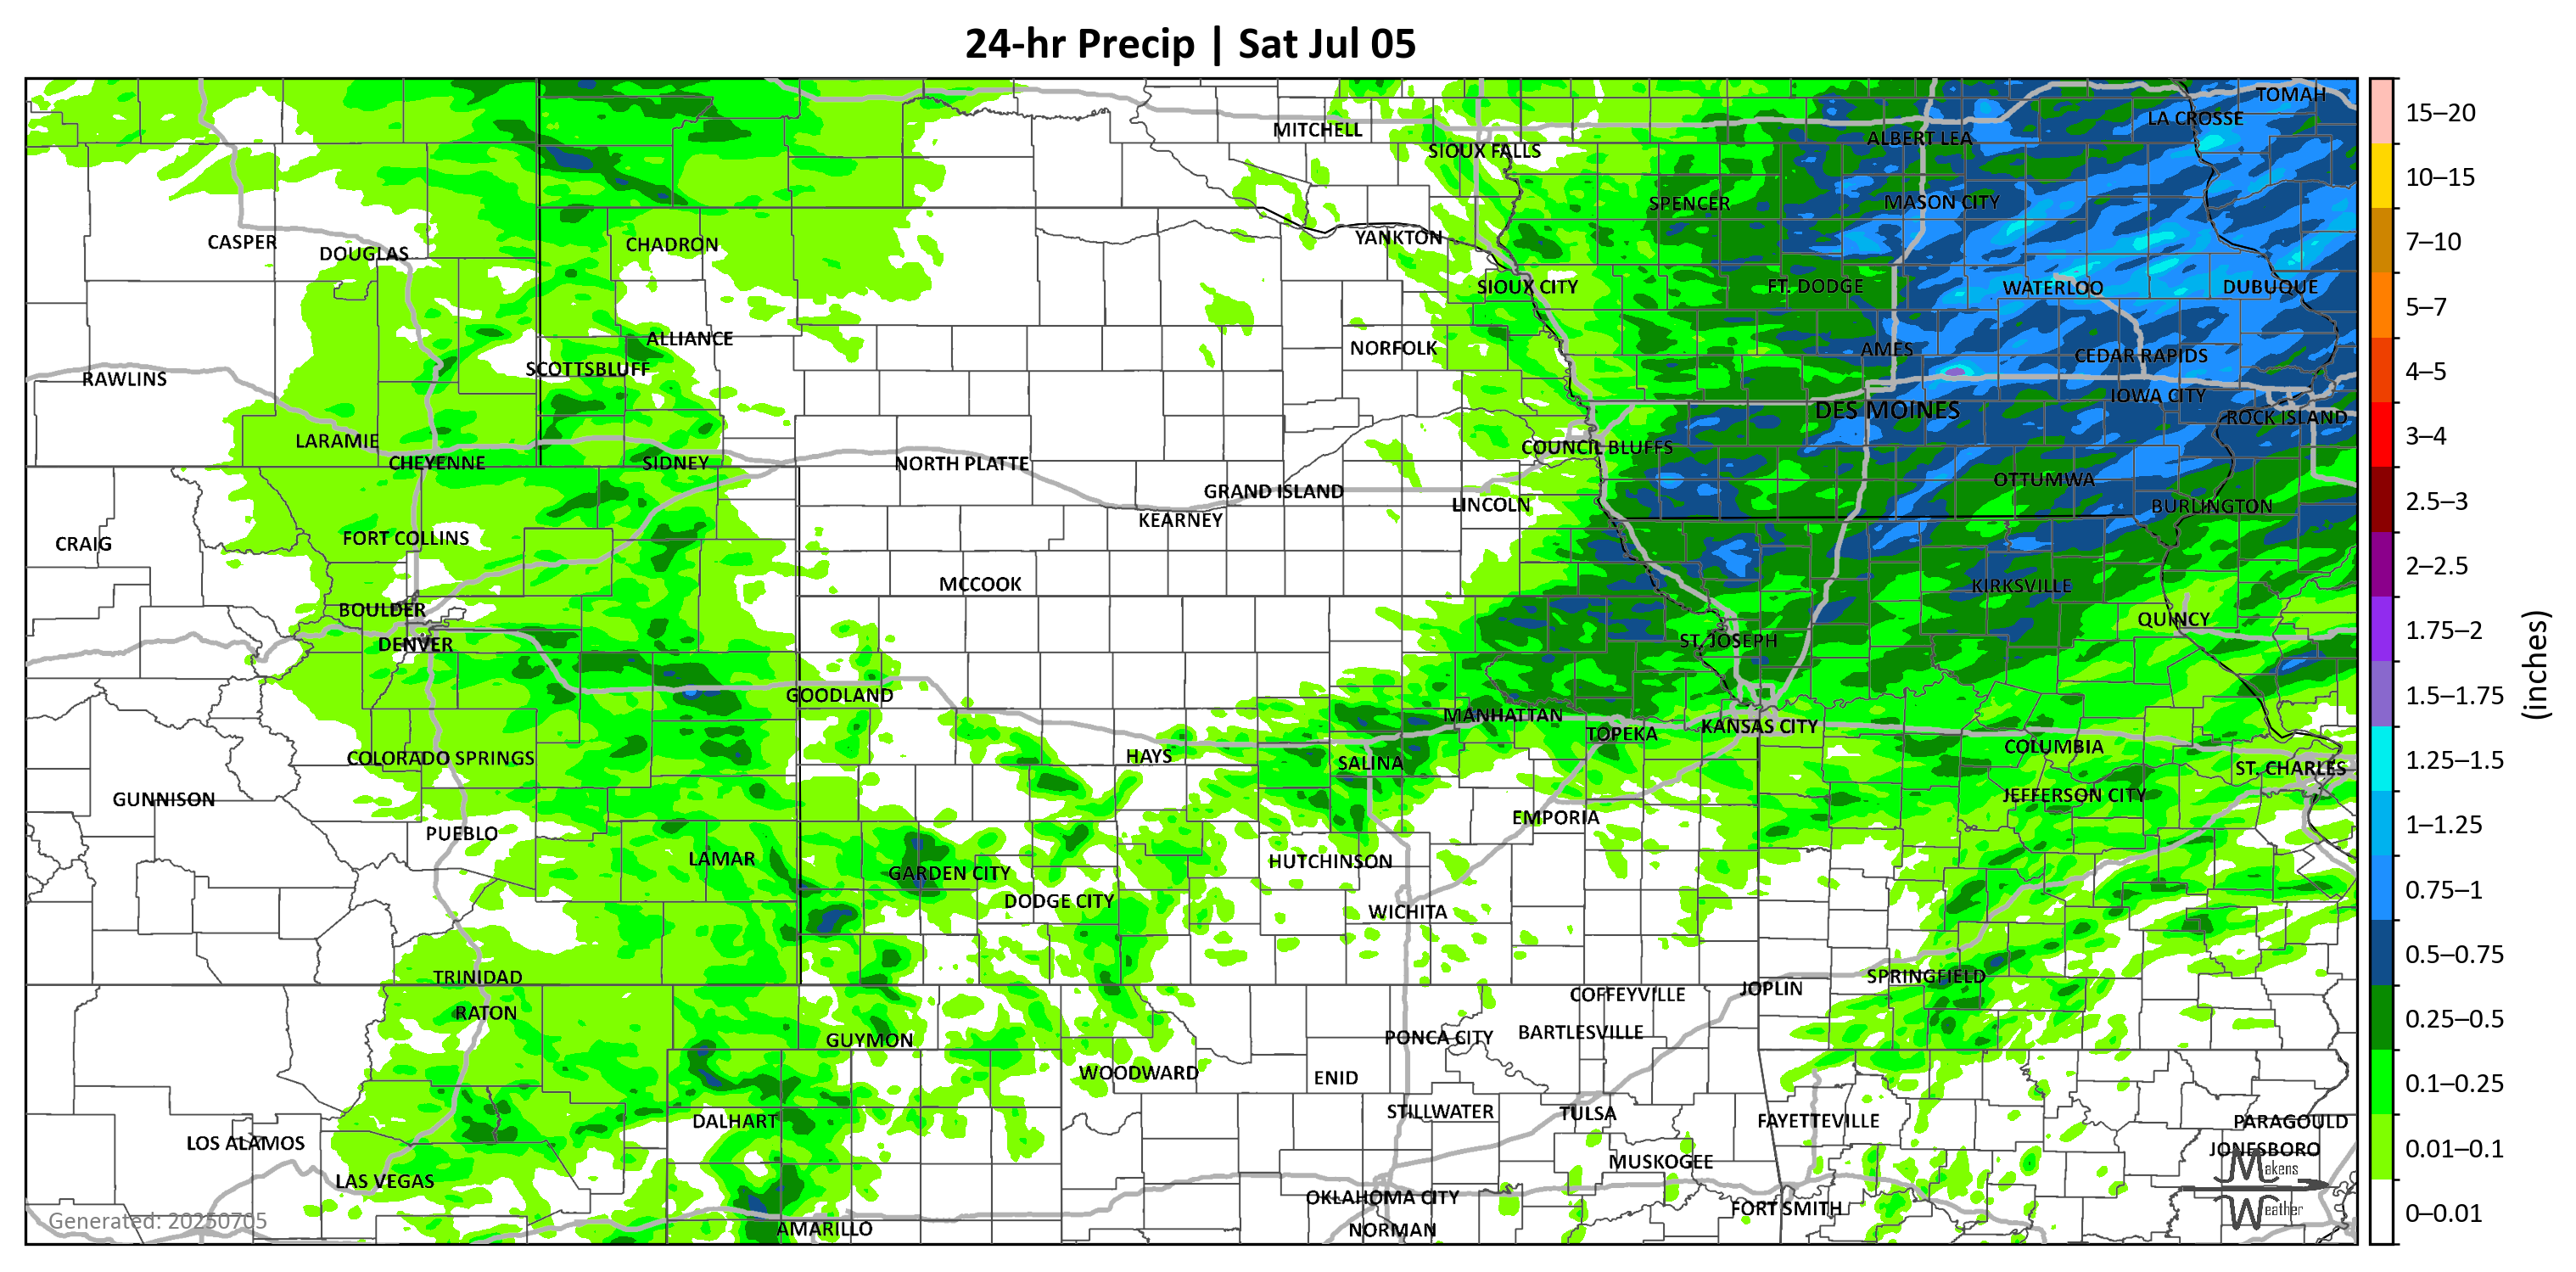 24-hr Precip | Sat Jul 05
TOMAH
LA CROSSE
MITCHELL
ALBERT LEA
SIOUX FALLS
SPENCER
MASON CITY
YANKTON
CASPER
CHADRON
DOUGLAS
SIOUX CITY
FT. DODGE
WATERLOO
DUBUQUE
ALLIANCE
NORFOLK
AMES
CEDAR RAPIDS
SCOTTSBLUFF
RAWLINS
IOWA CITY
DES MOINES
ROCK ISLAND
LARAMIE
COUNCIL BLUFFS
CHEYENNE
SIDNEY
NORTH PLATTE
OTTUMWA
GRAND ISLAND
LINCOLN
BURLINGTON
KEARNEY
FORT COLLINS
CRAIG
MCCOOK
KIRKSVILLE
BOULDER
QUINCY
DENVER
ST. JOSEPH
GOODLAND
MANHATTAN
KANSAS CITY
TOPEKA
COLUMBIA
HAYS
COLORADO SPRINGS
SALINA
ST. CHARLES
JEFFERSON CITY
GUNNISON
EMPORIA
PUEBLO
LAMAR
HUTCHINSON
GARDEN CITY
DODGE CITY
WICHITA
TRINIDAD
SPRINGFIELD
JOPLIN
COFFEYVILLE
RATON
BARTLESVILLE
PONCA CITY
GUYMON
WOODWARD
ENID
STILLWATER
TULSA
DALHART
FAYETTEVILLE
PARAGOULD
LOS ALAMOS
JONESBORO
MUSKOGEE
LAS VEGAS
OKLAHOMA CITY
FORT SMITH
AMARILLO
NORMAN
Generated: 20250705
Makens
Weather
15–20
10–15
7–10
5–7
4–5
3–4
2.5–3
2–2.5
1.75–2
1.5–1.75
1.25–1.5
1–1.25
0.75–1
0.5–0.75
0.25–0.5
0.1–0.25
0.01–0.1
0–0.01
(inches)